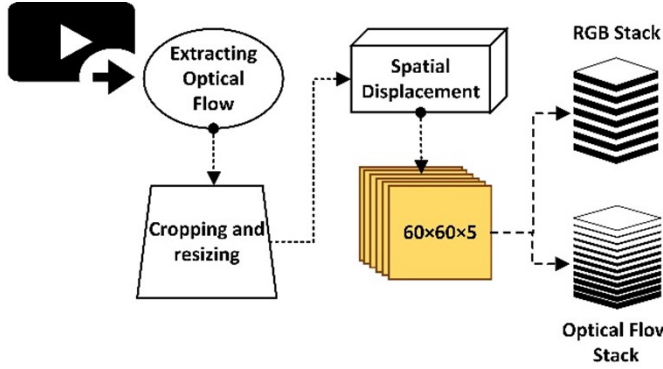 Extracting
Optical
Flow
Cropping and
resizing
Spatial
Displacement
60×60×5
RGB Stack
Optical Flow
Stack